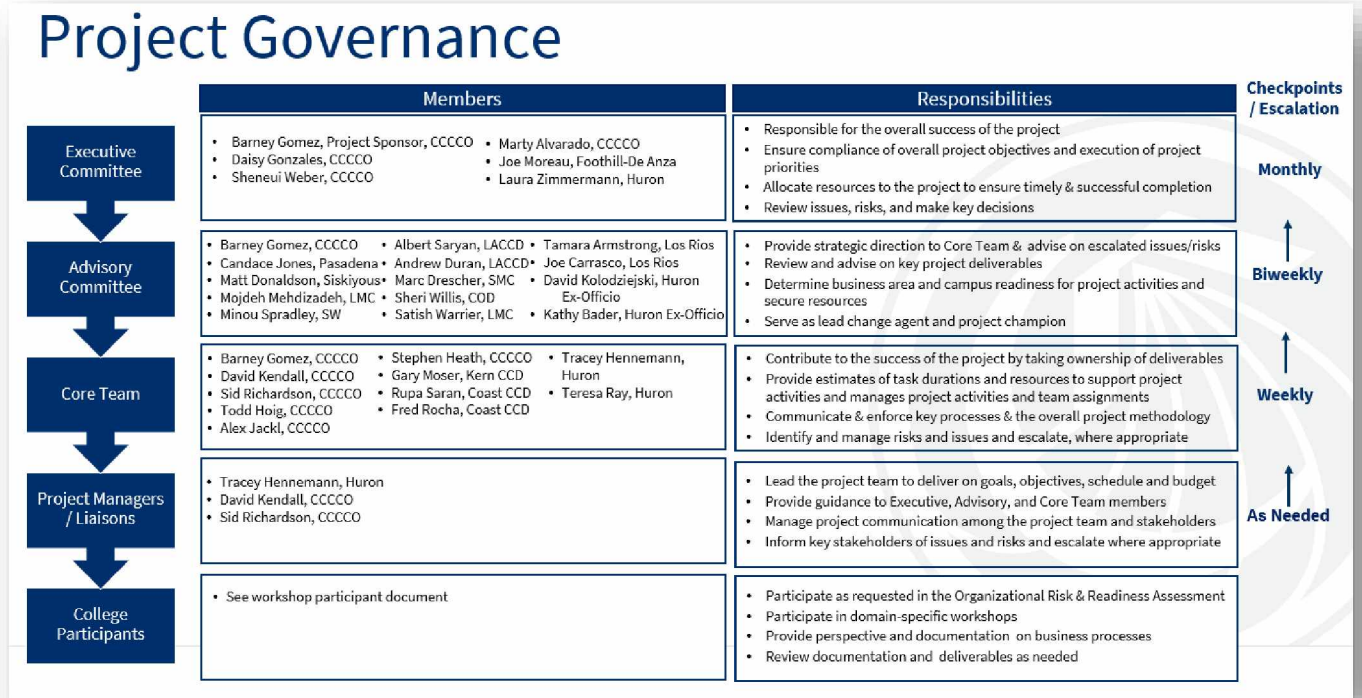 Project Governance
Members
Responsibilities
Checkpoints
/ Escalation
Executive
Committee
• Barney Gomez, Project Sponsor, CCCCO
• Daisy Gonzales, CCCCO
• Sheneui Weber, CCCCO
• Marty Alvarado, CCCCO
• Joe Moreau, Foothill-De Anza
• Laura Zimmermann, Huron
• Responsible for the overall success of the project
• Ensure compliance of overall project objectives and execution of project
priorities
• Allocate resources to the project to ensure timely & successful completion
• Review issues, risks, and make key decisions
Monthly
Advisory
Committee
• Barney Gomez, CCCCO
• Candace Jones, Pasadena
• Matt Donaldson, Siskiyous
• Mojdeh Mehdizadeh, LMC
• Minou Spradley, SW
• Albert Saryan, LACCD
• Andrew Duran, LACCD
• Marc Drescher, SMC
• Sheri Willis, COD
• Satish Warrier, LMC
• Tamara Armstrong, Los Rios
• Joe Carrasco, Los Rios
• David Kolodziejski, Huron
Ex-Officio
• Kathy Bader, Huron Ex-Officio
• Provide strategic direction to Core Team & advise on escalated issues/risks
• Review and advise on key project deliverables
• Determine business area and campus readiness for project activities and
secure resources
• Serve as lead change agent and project champion
Biweekly
Core Team
• Barney Gomez, CCCCO
• David Kendall, CCCCO
• Sid Richardson, CCCCO
• Todd Hoig, CCCCO
• Alex Jackl, CCCCO
• Stephen Heath, CCCCO
• Gary Moser, Kern CCD
• Rupa Saran, Coast CCD
• Fred Rocha, Coast CCD
• Tracey Hennemann,
Huron
• Teresa Ray, Huron
• Contribute to the success of the project by taking ownership of deliverables
• Provide estimates of task durations and resources to support project
activities and manages project activities and team assignments
• Communicate & enforce key processes & the overall project methodology
• Identify and manage risks and issues and escalate, where appropriate
Weekly
Project Managers
/ Liaisons
• Tracey Hennemann, Huron
• David Kendall, CCCCO
• Sid Richardson, CCCCO
• Lead the project team to deliver on goals, objectives, schedule and budget
• Provide guidance to Executive, Advisory, and Core Team members
• Manage project communication among the project team and stakeholders
• Inform key stakeholders of issues and risks and escalate where appropriate
As Needed
College
Participants
• See workshop participant document
• Participate as requested in the Organizational Risk & Readiness Assessment
• Participate in domain-specific workshops
• Provide perspective and documentation on business processes
• Review documentation and deliverables as needed